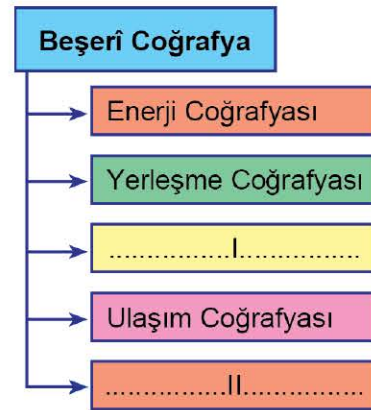 Beşerî Coğrafya
Enerji Coğrafyası
Yerleşme Coğrafyası
................I................
Ulaşım Coğrafyası
................II................